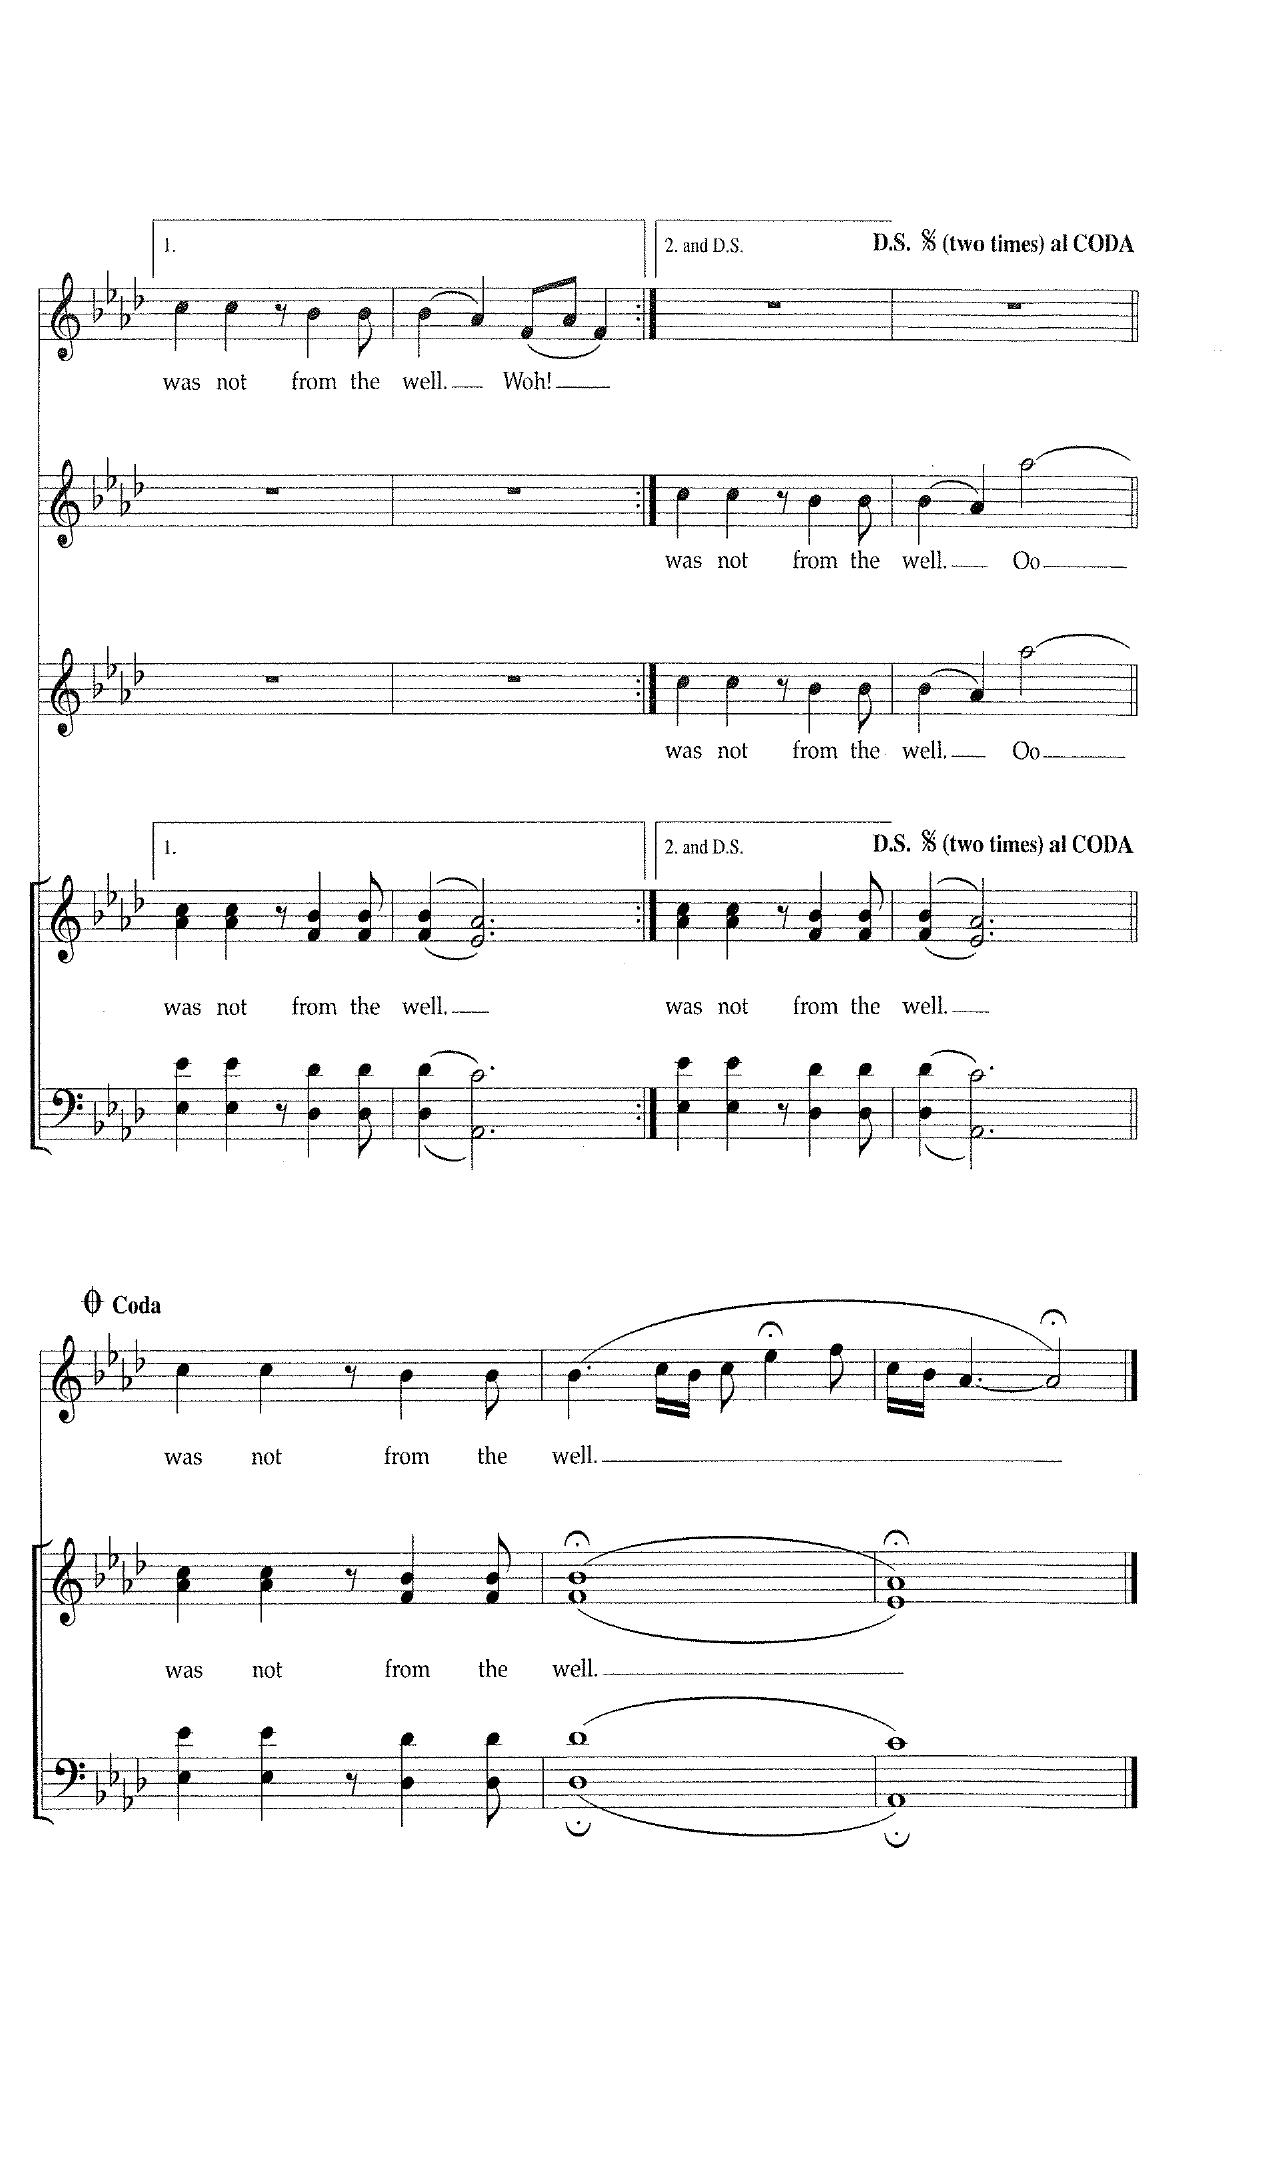 1.
2. and D.S.
D.S. 𝄋 (two times) al CODA
was not from the well. Woh!
was not from the well. Oo
was not from the well. Oo
1.
2. and D.S.
D.S. 𝄋 (two times) al CODA
was not from the well. was not from the well.
𝄌 Coda
was not from the well.
was not from the well.